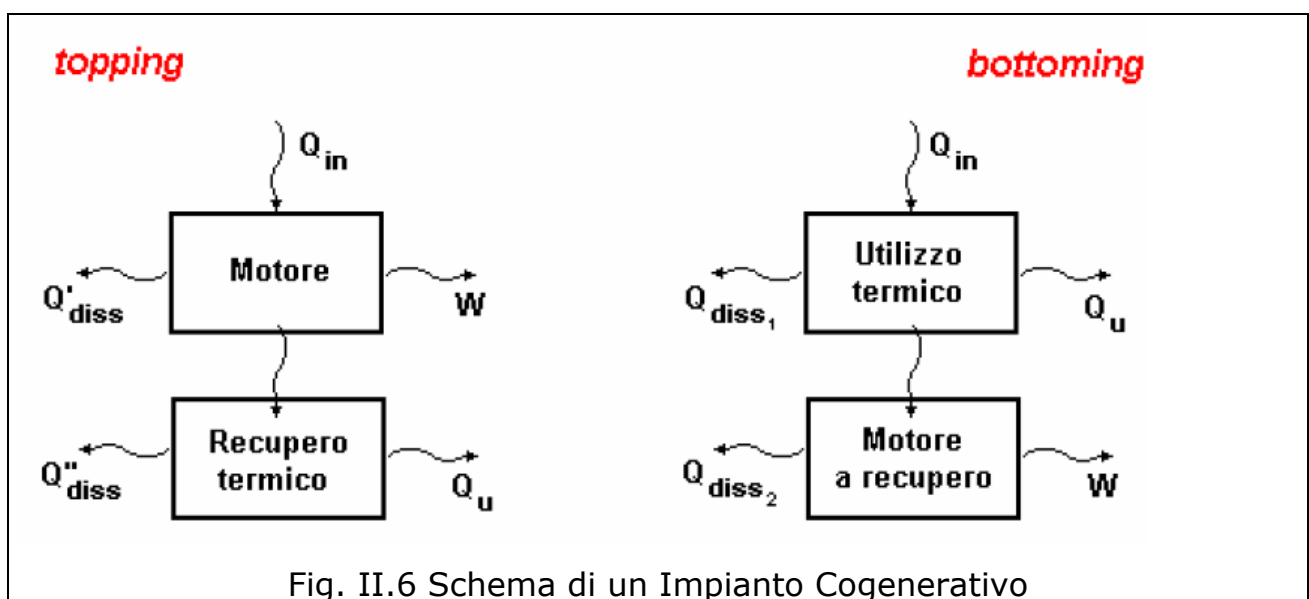 topping
bottoming
Q in
Q in
Motore
Q' diss
W
Utilizzo
termico
Q diss₁
Q u
Recupero
termico
Q" diss
Q u
Motore
a recupero
Q diss₂
W
Fig. II.6 Schema di un Impianto Cogenerativo